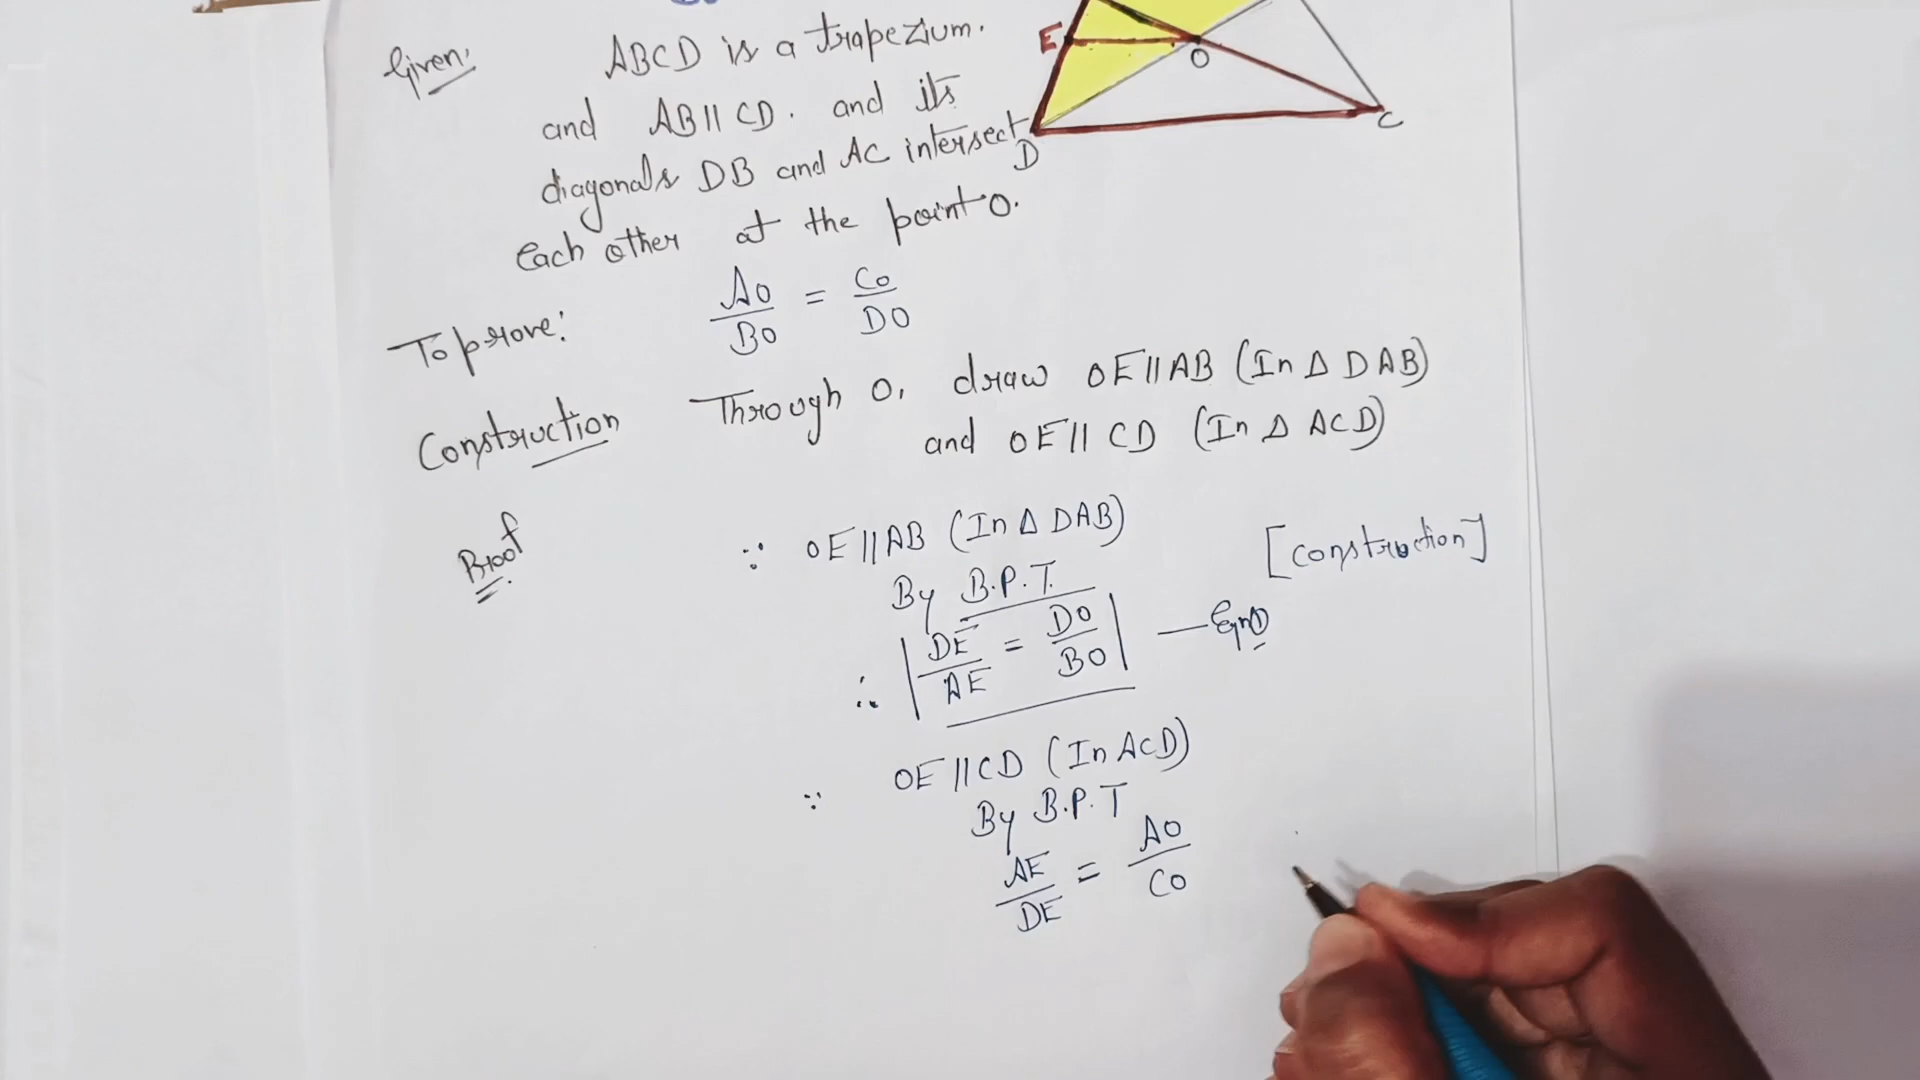 Given:
ABCD is a trapezium.
and AB || CD. and its
diagonals DB and AC intersect
each other at the point O.
To prove: AO/BO = CO/DO
Construction Through O, draw OE || AB (In Δ DAB)
and OE || CD (In Δ ACD)
Proof
∵ OE || AB (In Δ DAB) [construction]
By B.P.T.
∴ | DE/AE = DO/BO | — Eqn①
∵ OE || CD (In ACD)
By B.P.T
AE/DE = AO/CO
E
O
D
C